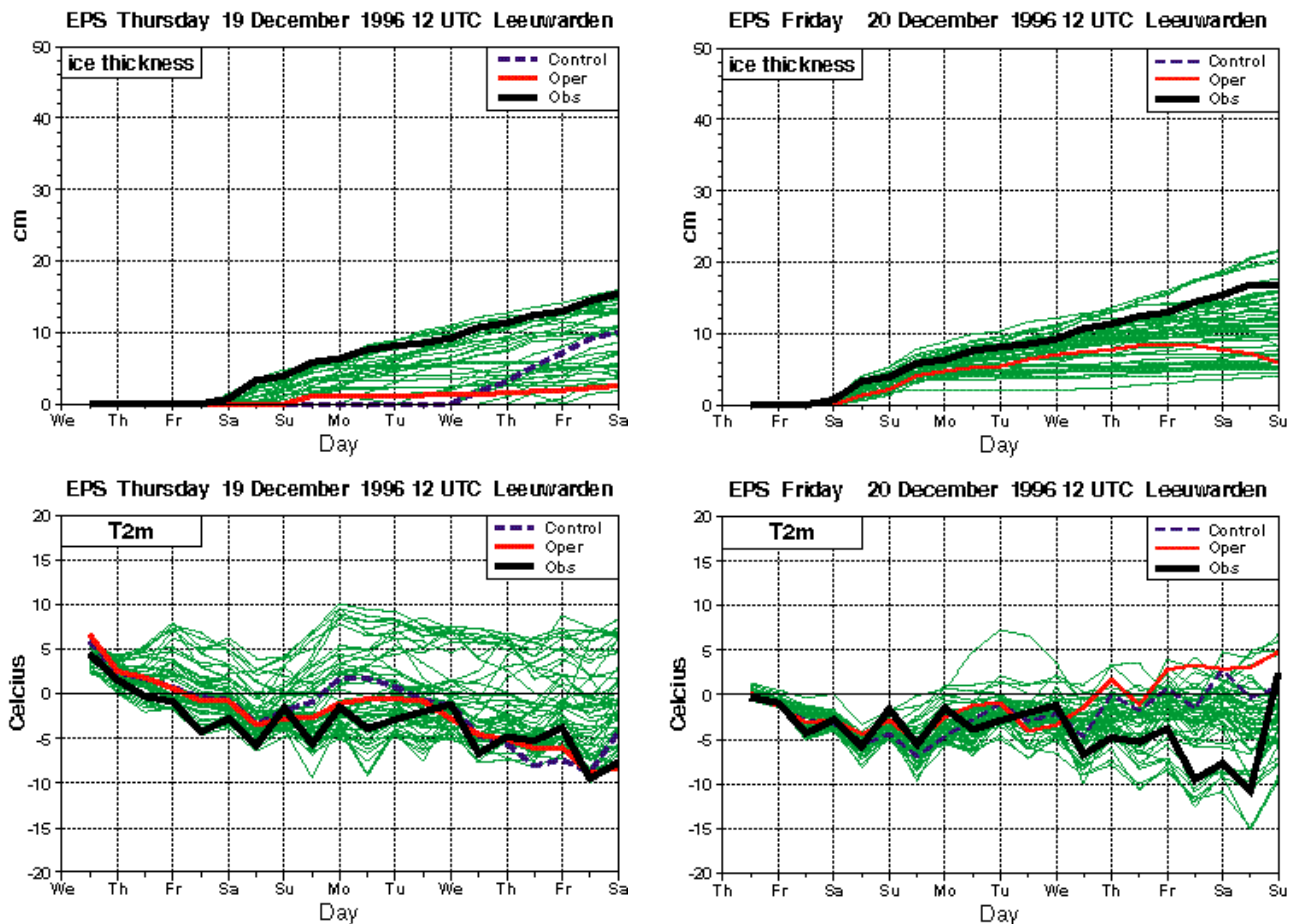 EPS Thursday 19 December 1996 12 UTC Leeuwarden
ice thickness
Control
Oper
Obs
50
40
30
20
10
0
cm
We Th Fr Sa Su Mo Tu We Th Fr Sa
Day
EPS Friday 20 December 1996 12 UTC Leeuwarden
ice thickness
Control
Oper
Obs
50
40
30
20
10
0
cm
Th Fr Sa Su Mo Tu We Th Fr Sa Su
Day
EPS Thursday 19 December 1996 12 UTC Leeuwarden
T2m
Control
Oper
Obs
20
15
10
5
0
-5
-10
-15
-20
Celcius
We Th Fr Sa Su Mo Tu We Th Fr Sa
Day
EPS Friday 20 December 1996 12 UTC Leeuwarden
T2m
Control
Oper
Obs
20
15
10
5
0
-5
-10
-15
-20
Celcius
Th Fr Sa Su Mo Tu We Th Fr Sa Su
Day